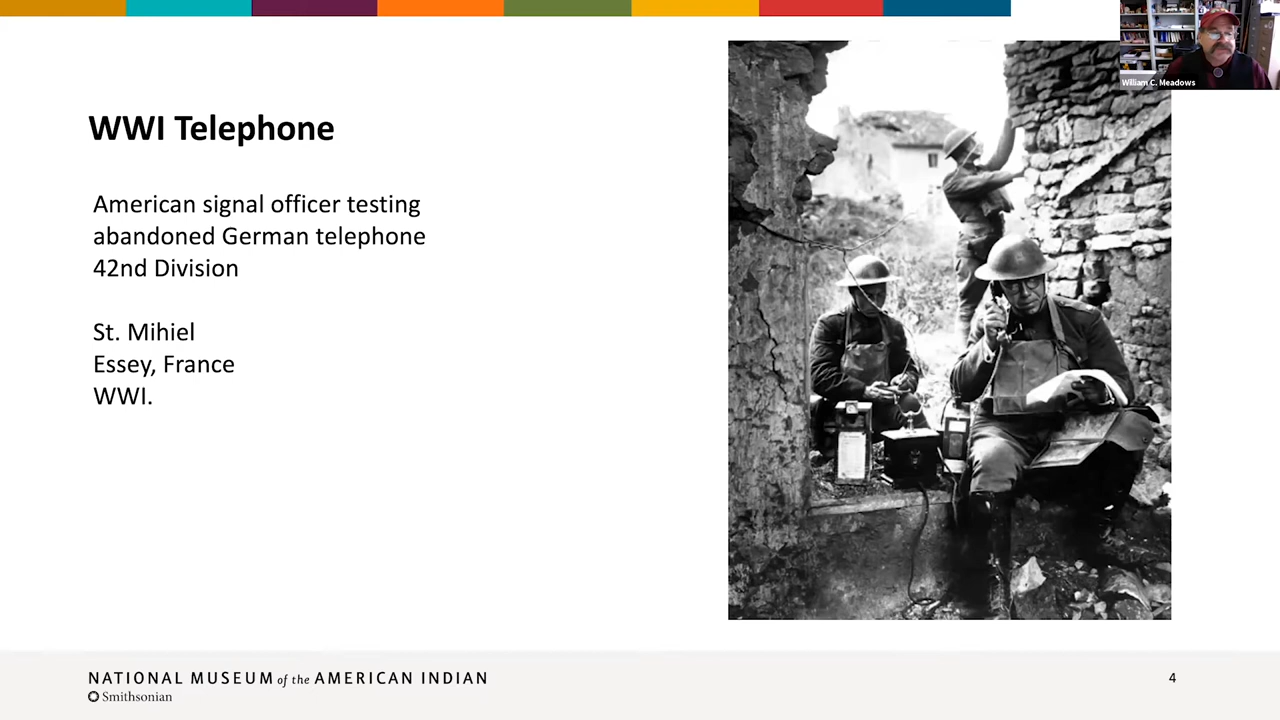 William C. Meadows
WWI Telephone
American signal officer testing
abandoned German telephone
42nd Division
St. Mihiel
Essey, France
WWI.
NATIONAL MUSEUM of the AMERICAN INDIAN
Smithsonian
4